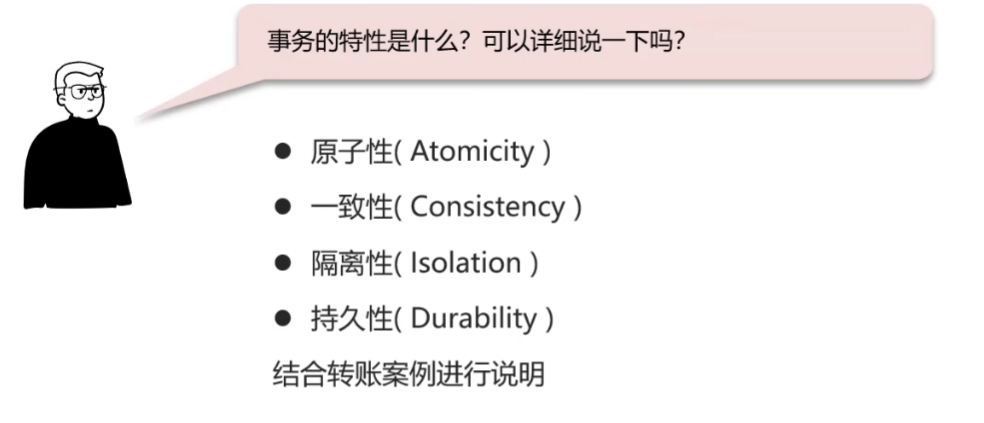 事务的特性是什么？可以详细说一下吗？
● 原子性( Atomicity )
● 一致性( Consistency )
● 隔离性( Isolation )
● 持久性( Durability )
结合转账案例进行说明